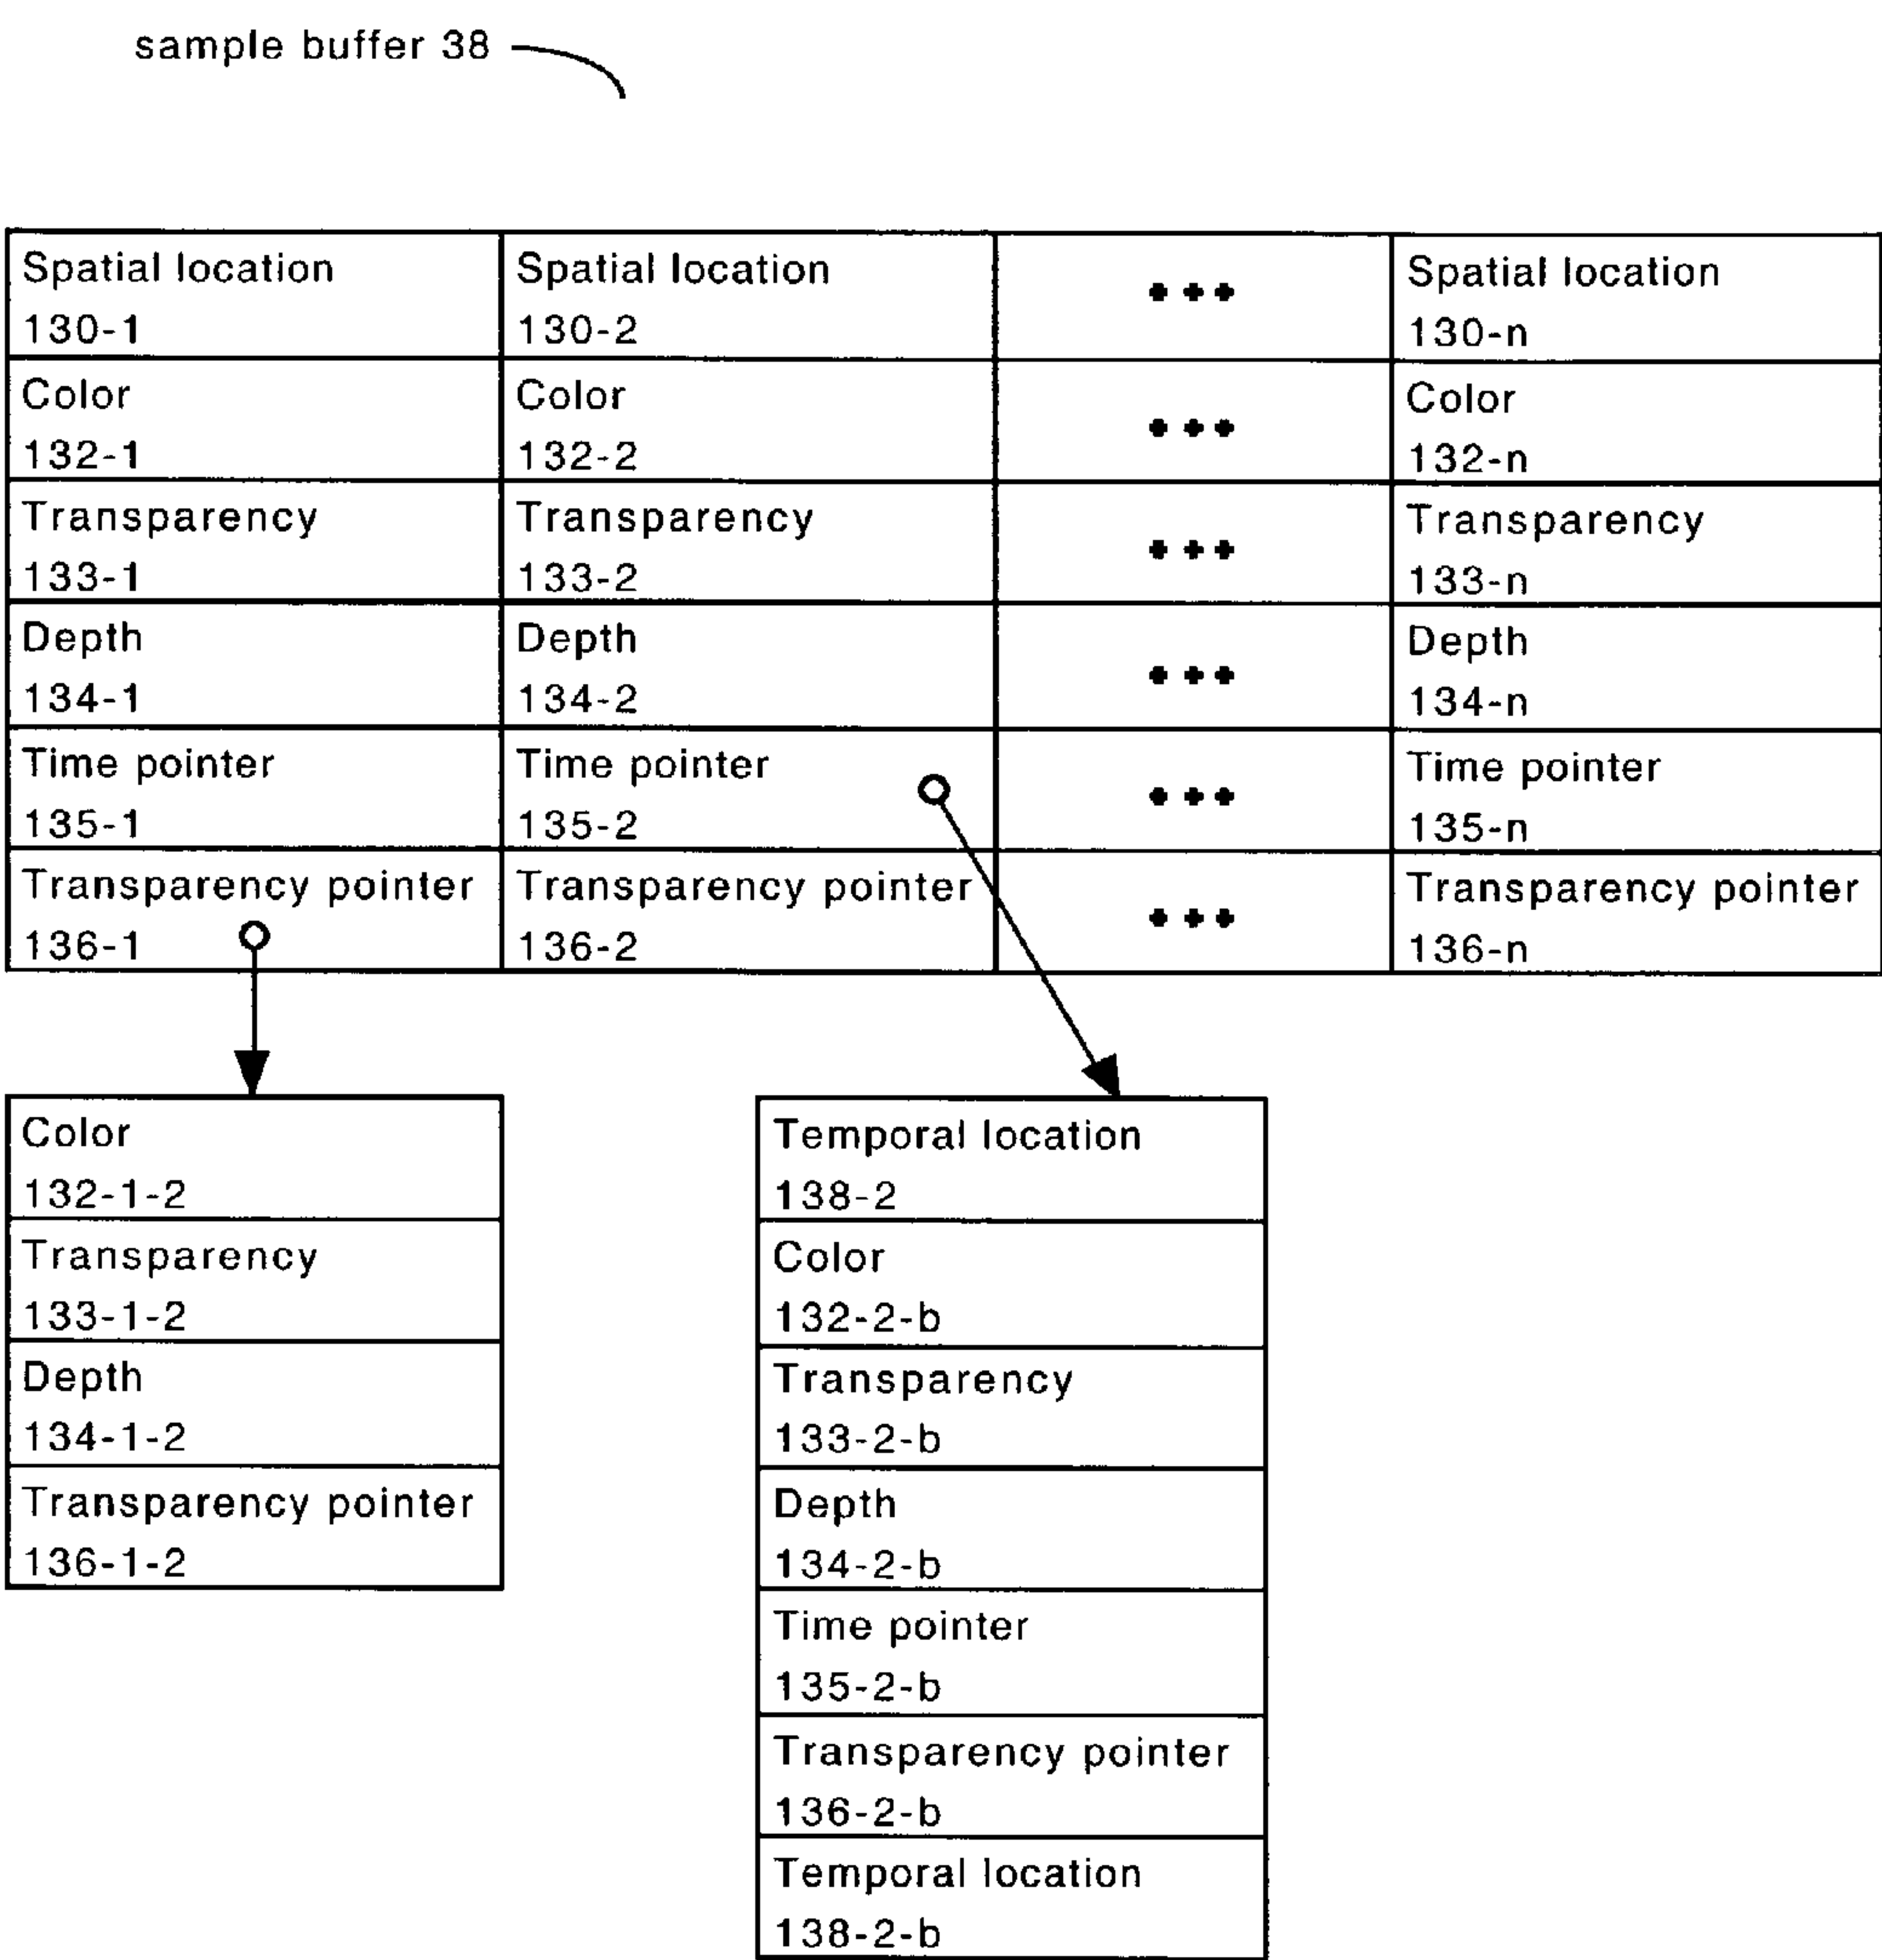 sample buffer 38
Spatial location Spatial location Spatial location
130-1 130-2 130-n
Color Color Color
132-1 132-2 132-n
Transparency Transparency Transparency
133-1 133-2 133-n
Depth Depth Depth
134-1 134-2 134-n
Time pointer Time pointer Time pointer
135-1 135-2 135-n
Transparency pointer Transparency pointer Transparency pointer
136-1 136-2 136-n
Color
132-1-2
Transparency
133-1-2
Depth
134-1-2
Transparency pointer
136-1-2
Temporal location
138-2
Color
132-2-b
Transparency
133-2-b
Depth
134-2-b
Time pointer
135-2-b
Transparency pointer
136-2-b
Temporal location
138-2-b